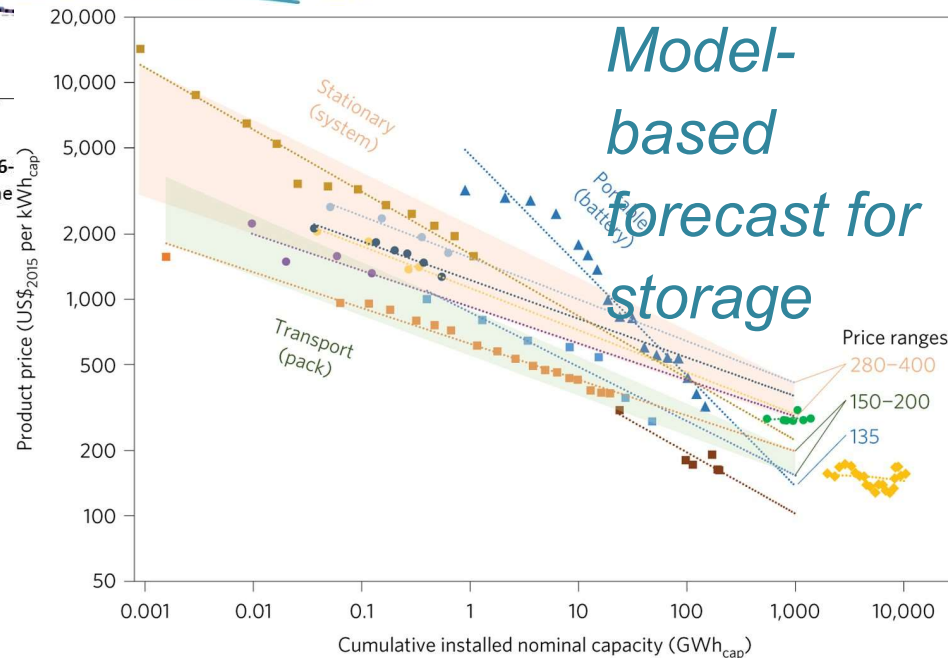 6-
ne
Model-
based
forecast for
storage
Product price (US$2015 per kWhcap)
20,000
10,000
5,000
2,000
1,000
500
200
100
50
Stationary
(system)
Portable
(battery)
Transport
(pack)
Price ranges
280–400
150–200
135
0.001 0.01 0.1 1 10 100 1,000 10,000
Cumulative installed nominal capacity (GWhcap)